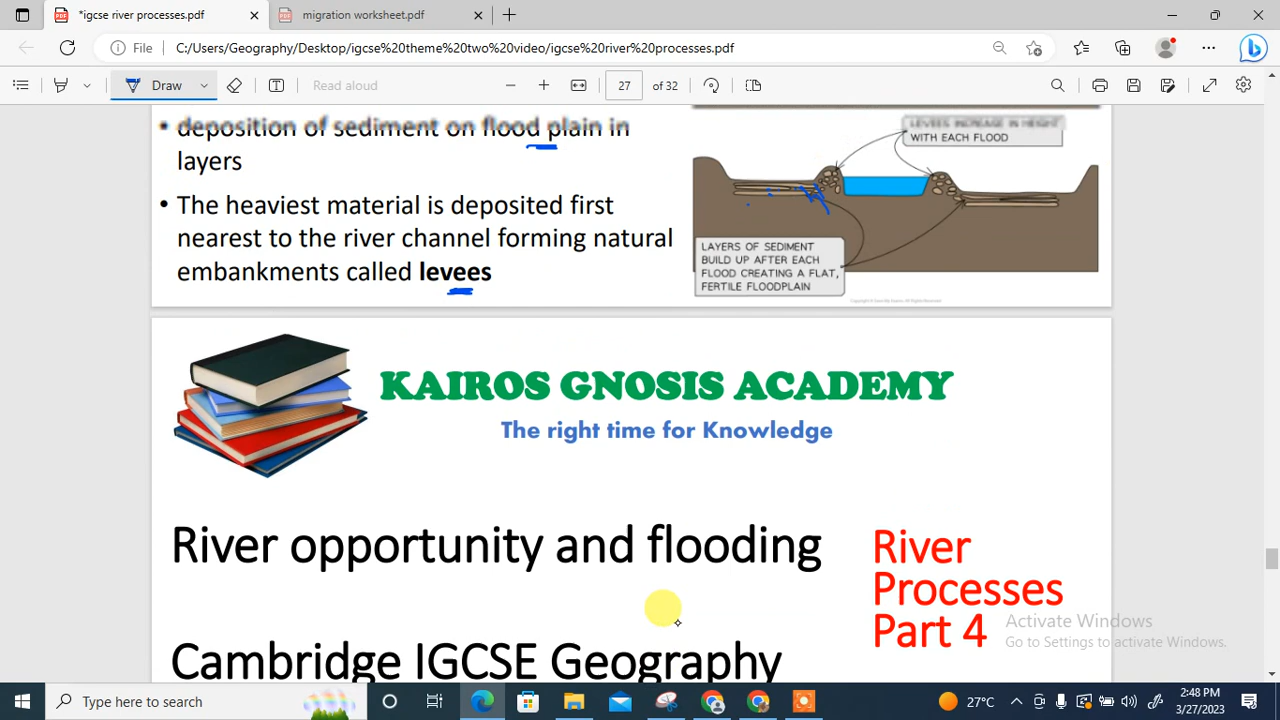 *igcse river processes.pdf
migration worksheet.pdf
File
C:/Users/Geography/Desktop/igcse%20theme%20two%20video/igcse%20river%20processes.pdf
Draw
Read aloud
27
of 32
deposition of sediment on flood plain in
layers
• The heaviest material is deposited first
nearest to the river channel forming natural
embankments called levees
LEVEES INCREASE IN HEIGHT
WITH EACH FLOOD
LAYERS OF SEDIMENT
BUILD UP AFTER EACH
FLOOD CREATING A FLAT,
FERTILE FLOODPLAIN
KAIROS GNOSIS ACADEMY
The right time for Knowledge
River opportunity and flooding
Cambridge IGCSE Geography
River
Processes
Part 4
Activate Windows
Go to Settings to activate Windows.
Type here to search
27°C
2:48 PM
3/27/2023